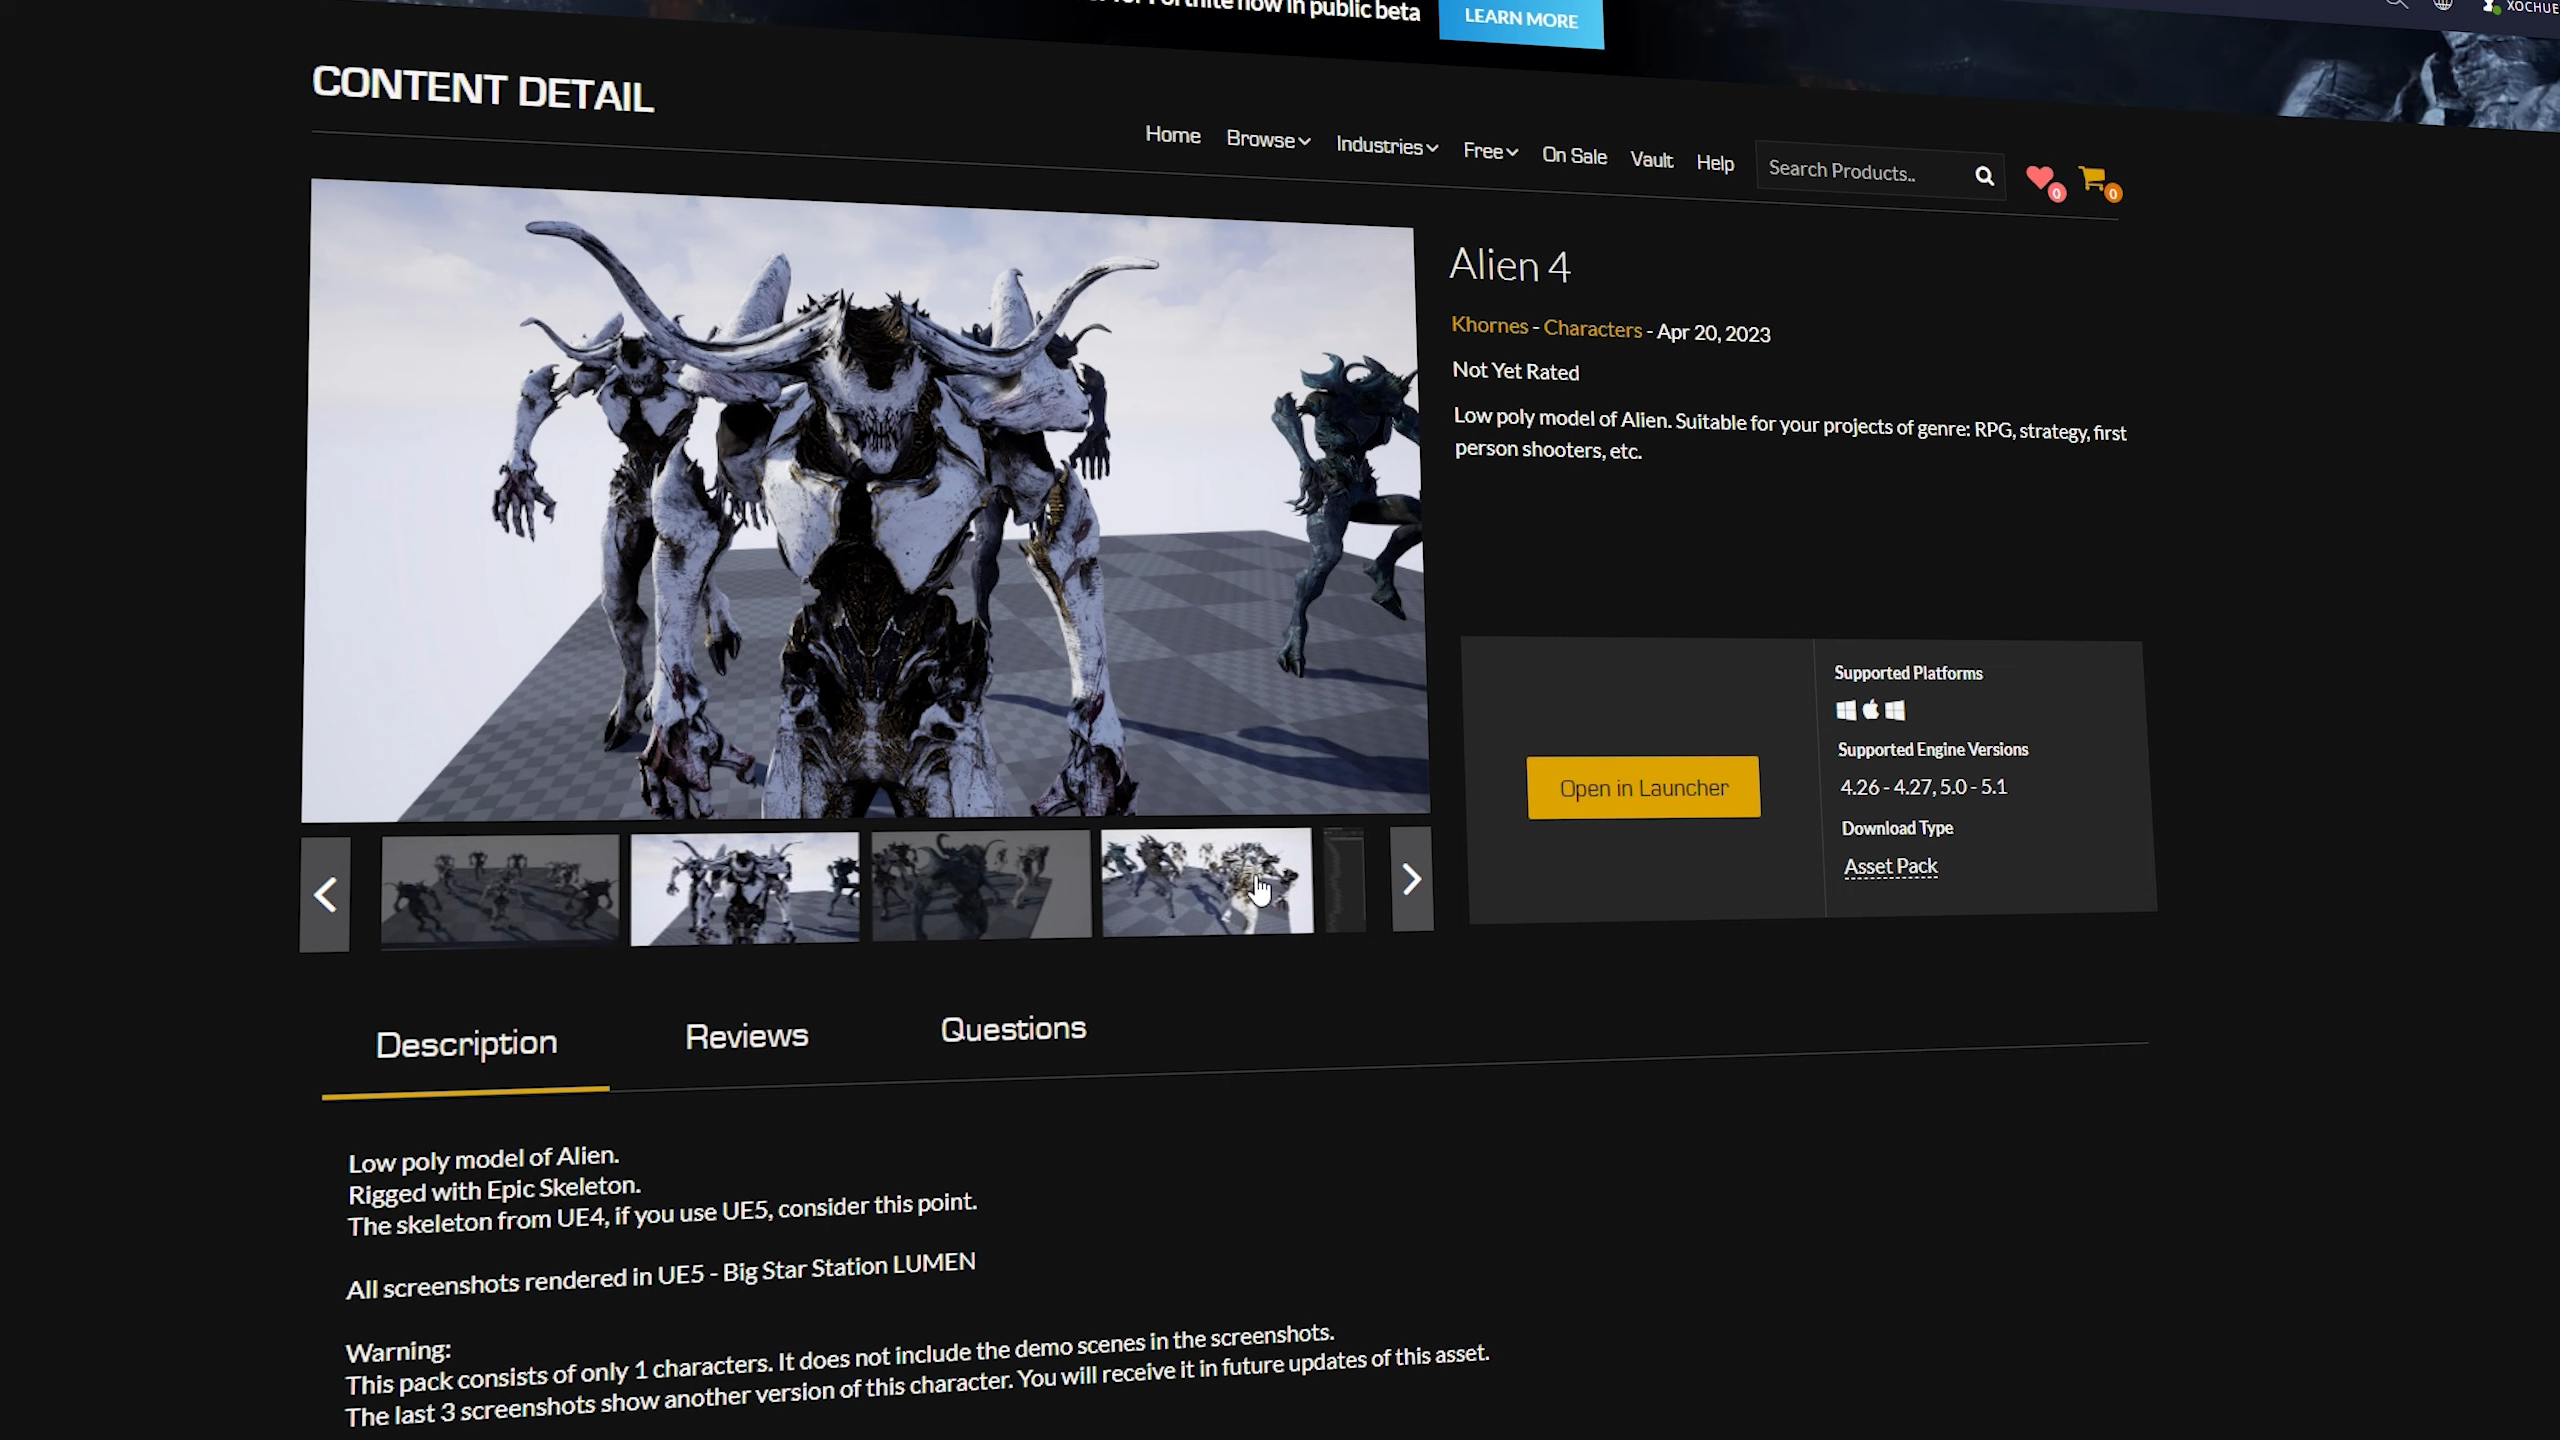 Fortnite now in public beta
LEARN MORE
CONTENT DETAIL
Home
Browse
Industries
Free
On Sale
Vault
Help
Search Products..
0
0
Alien 4
Khornes - Characters - Apr 20, 2023
Not Yet Rated
Low poly model of Alien. Suitable for your projects of genre: RPG, strategy, first
person shooters, etc.
Open in Launcher
Supported Platforms
Supported Engine Versions
4.26 - 4.27, 5.0 - 5.1
Download Type
Asset Pack
Description
Reviews
Questions
Low poly model of Alien.
Rigged with Epic Skeleton.
The skeleton from UE4, if you use UE5, consider this point.
All screenshots rendered in UE5 - Big Star Station LUMEN
Warning:
This pack consists of only 1 characters. It does not include the demo scenes in the screenshots.
The last 3 screenshots show another version of this character. You will receive it in future updates of this asset.